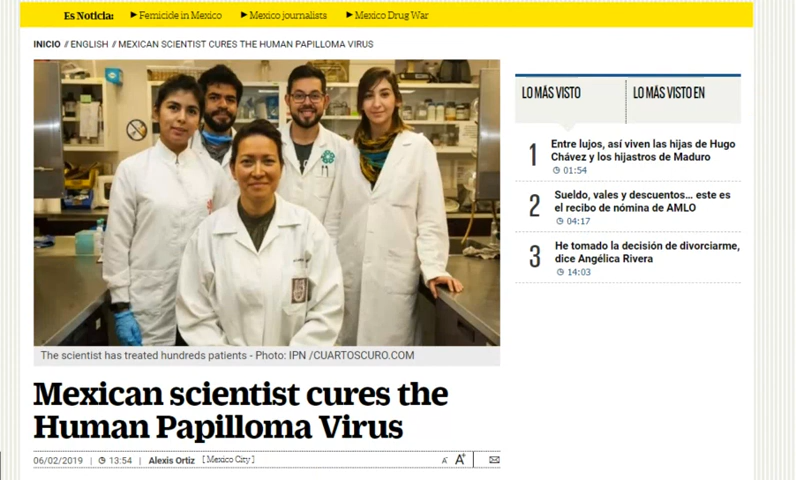 Es Noticia: Femicide in Mexico Mexico journalists Mexico Drug War
INICIO // ENGLISH // MEXICAN SCIENTIST CURES THE HUMAN PAPILLOMA VIRUS
The scientist has treated hundreds patients - Photo: IPN /CUARTOSCURO.COM
Mexican scientist cures the
Human Papilloma Virus
06/02/2019 | 13:54 | Alexis Ortiz [Mexico City] A- A+
LO MÁS VISTO LO MÁS VISTO EN
1 Entre lujos, así viven las hijas de Hugo
Chávez y los hijastros de Maduro
01:54
2 Sueldo, vales y descuentos... este es
el recibo de nómina de AMLO
04:17
3 He tomado la decisión de divorciarme,
dice Angélica Rivera
14:03